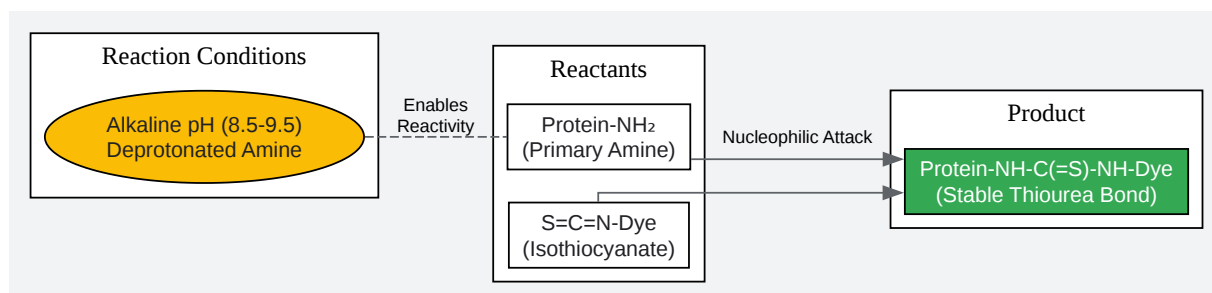 Reaction Conditions
Alkaline pH (8.5-9.5)
Deprotonated Amine
Enables
Reactivity
Reactants
Protein-NH₂
(Primary Amine)
S=C=N-Dye
(Isothiocyanate)
Nucleophilic Attack
Product
Protein-NH-C(=S)-NH-Dye
(Stable Thiourea Bond)